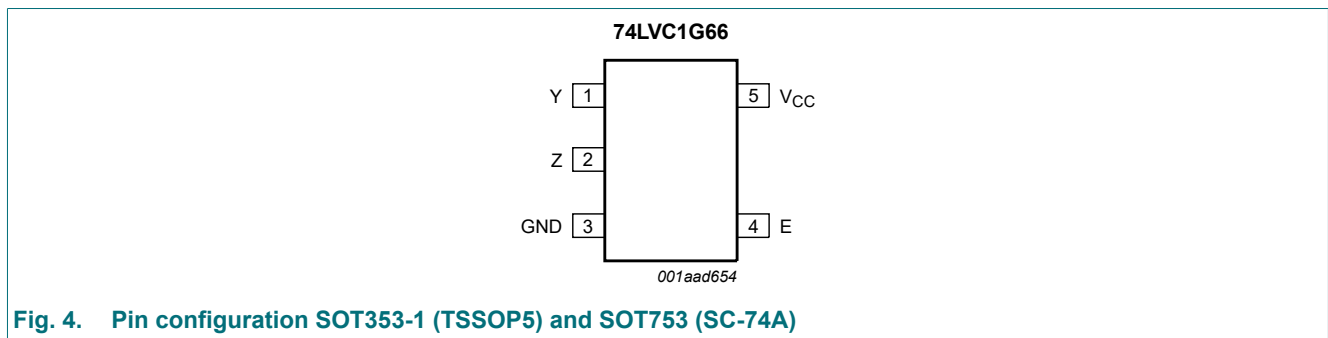 74LVC1G66
Y 1 5 VCC
Z 2
GND 3 4 E
001aad654
Fig. 4. Pin configuration SOT353-1 (TSSOP5) and SOT753 (SC-74A)